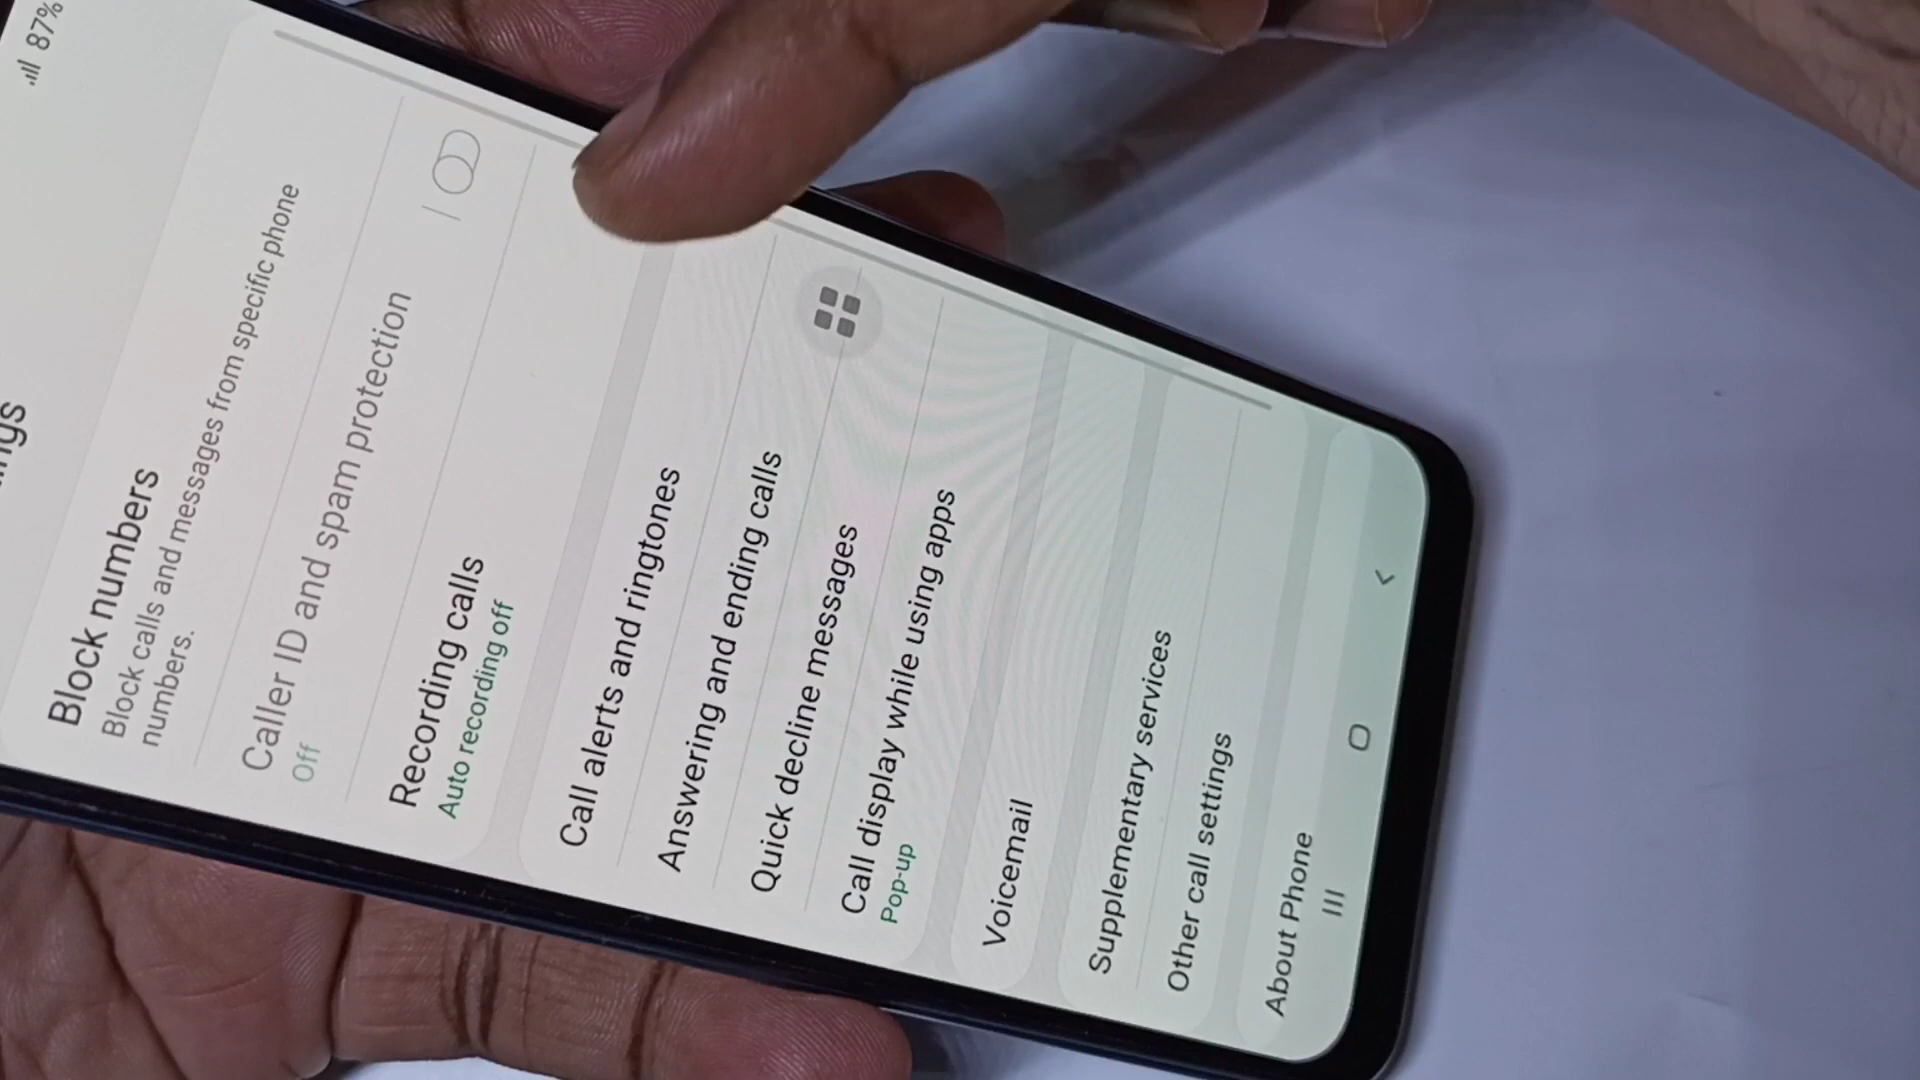 87%
Block numbers
Block calls and messages from specific phone
numbers.
Caller ID and spam protection
Off
Recording calls
Auto recording off
Call alerts and ringtones
Answering and ending calls
Quick decline messages
Call display while using apps
Pop-up
Voicemail
Supplementary services
Other call settings
About Phone